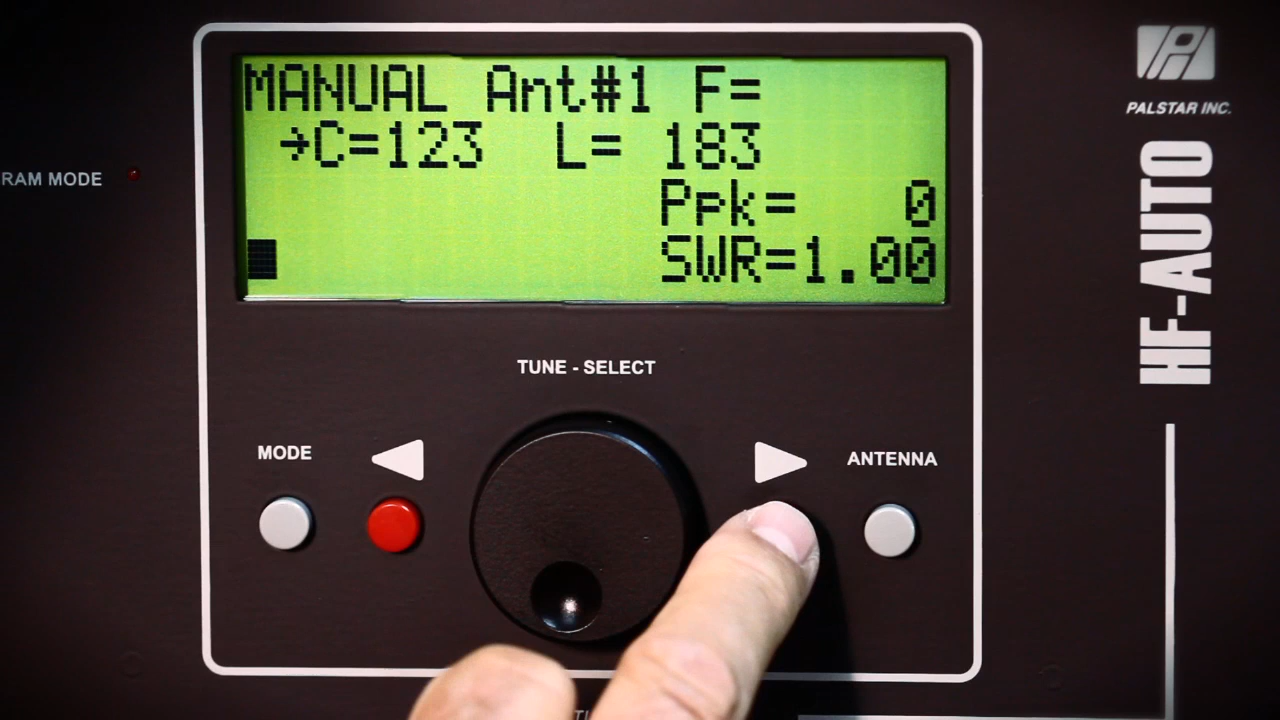 MANUAL Ant#1 F=
→C=123 L= 183
Ppk= 0
SWR=1.00
RAM MODE
TUNE - SELECT
MODE
ANTENNA
PALSTAR INC.
HF-AUTO